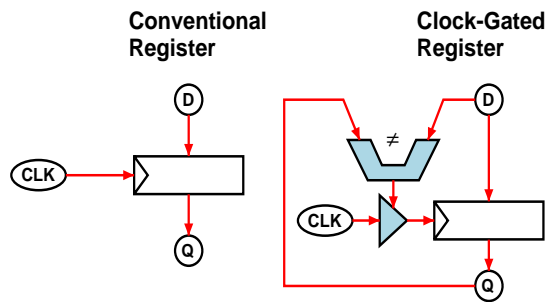 Conventional
Register
Clock-Gated
Register
D
CLK
Q
D
≠
CLK
Q